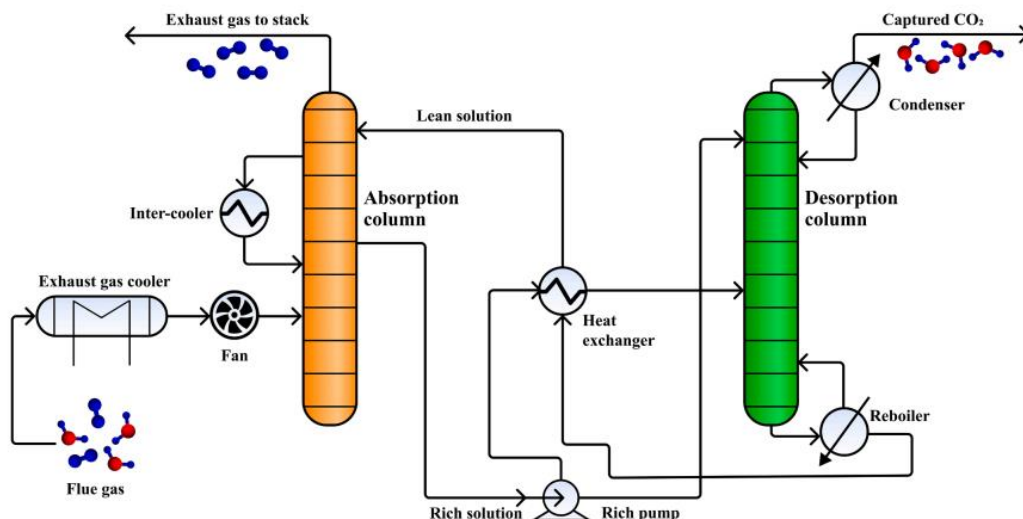 Exhaust gas to stack
Captured CO₂
Condenser
Lean solution
Absorption
column
Desorption
column
Inter-cooler
Exhaust gas cooler
Fan
Heat
exchanger
Reboiler
Flue gas
Rich solution
Rich pump